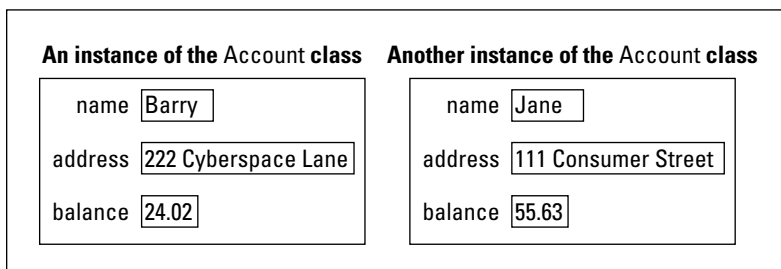 An instance of the Account class
name Barry
address 222 Cyberspace Lane
balance 24.02
Another instance of the Account class
name Jane
address 111 Consumer Street
balance 55.63